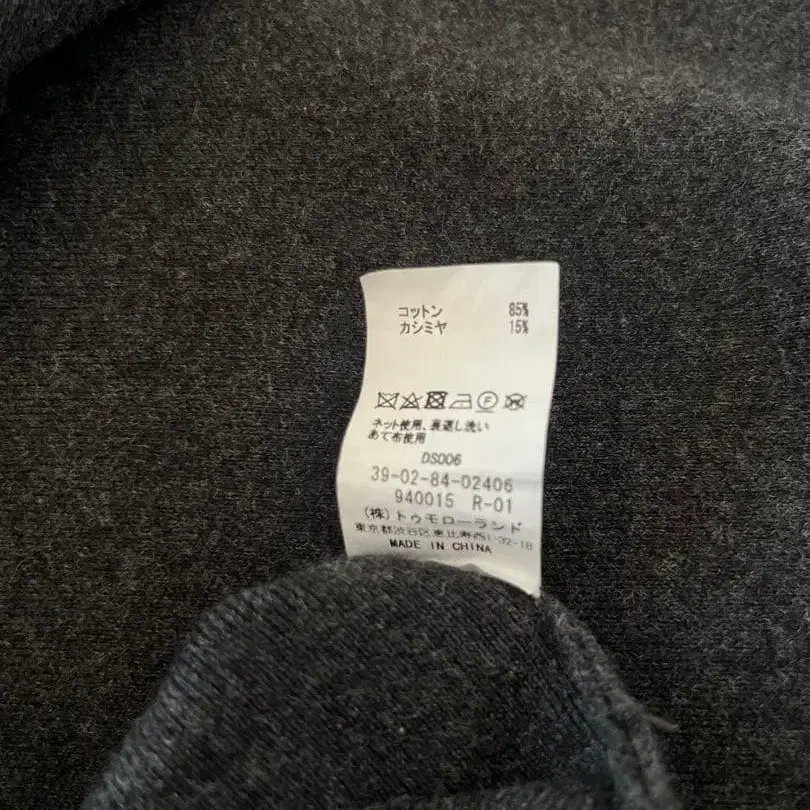 コットン 85%
カシミヤ 15%
ネット使用、裏返し洗い
あて布使用
DS006
39-02-84-02406
940015 R-01
(株)トゥモローランド
東京都渋谷区恵比寿西1-32-18
MADE IN CHINA